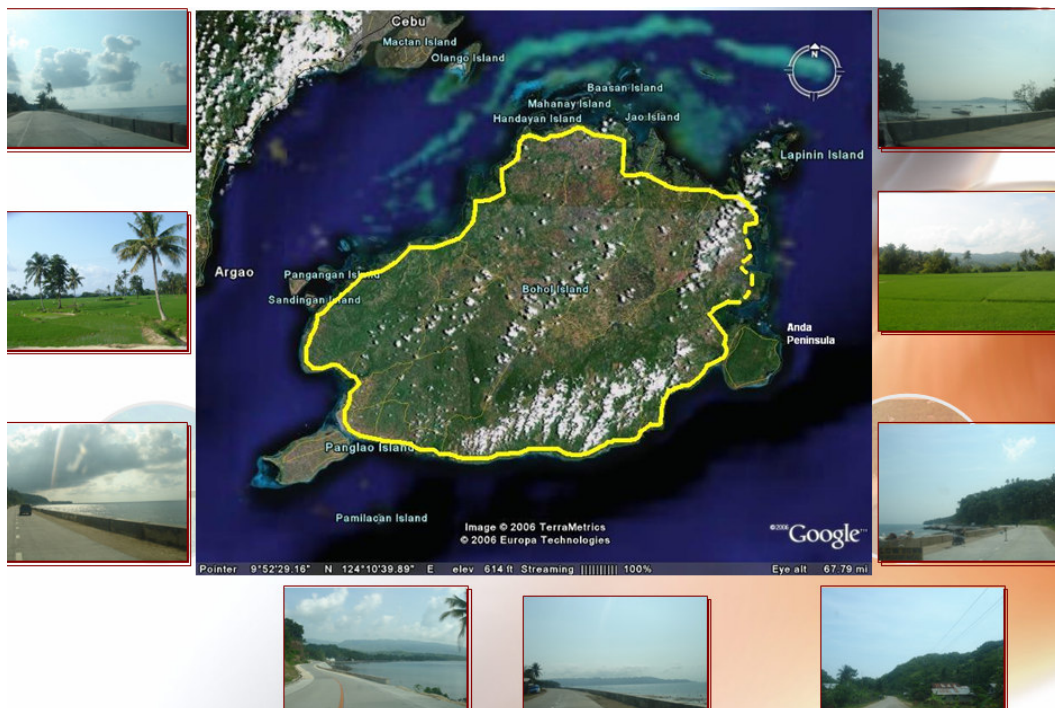 Cebu
Mactan Island
Olango Island
N
Baasan Island
Mahanay Island
Handayan Island
Jao Island
Lapinin Island
Argao
Pangangan Island
Sandingan Island
Bohol Island
Anda
Peninsula
Panglao Island
Pamilacan Island
Image © 2006 TerraMetrics
© 2006 Europa Technologies
©2006 Google™
Pointer 9°52'29.16" N 124°10'39.89" E elev 614 ft Streaming |||||||||| 100% Eye alt 67.79 mi